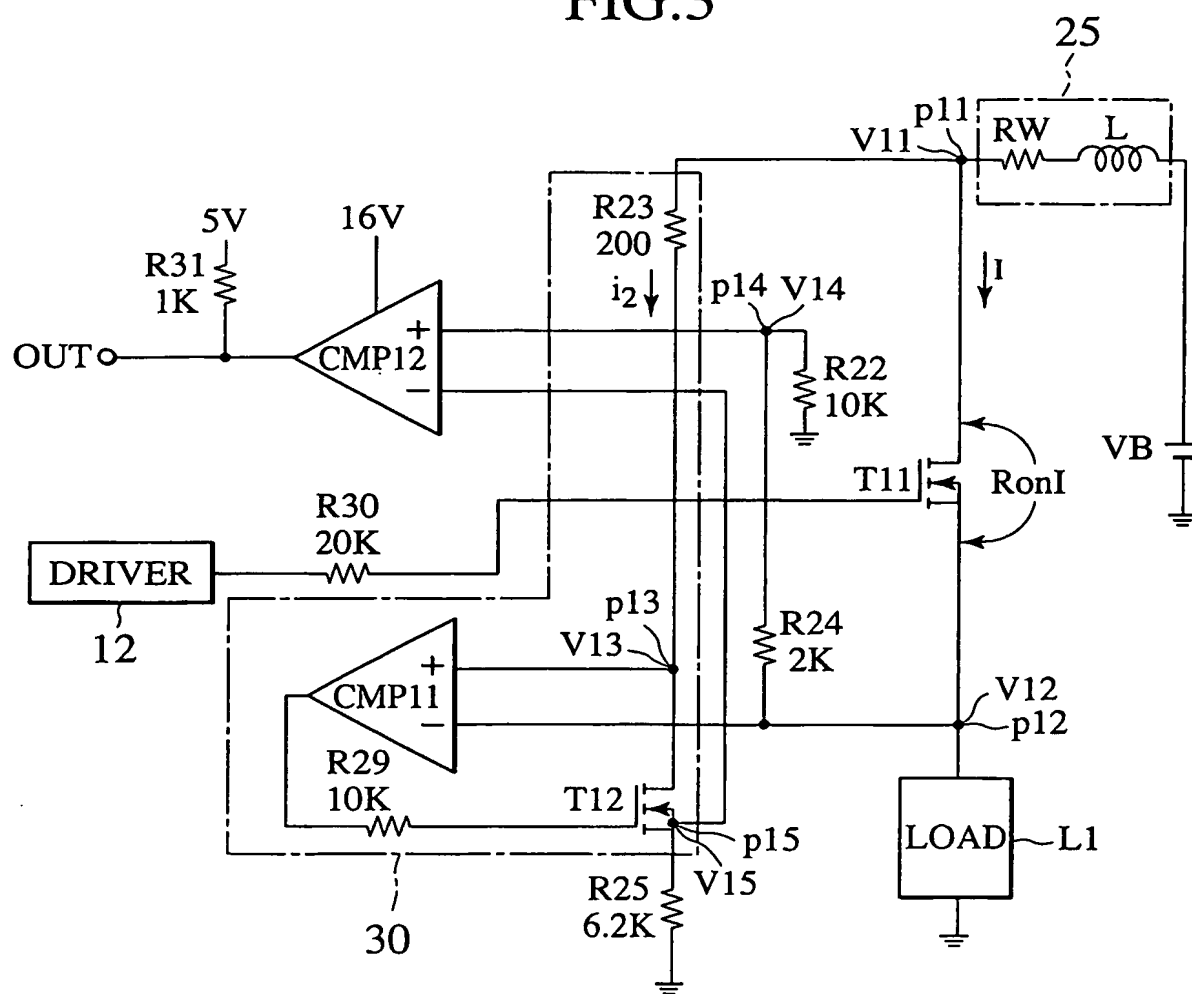 FIG.3
25
p11
V11
RW
L
5V
16V
R23
200
R31
1K
i2
p14
V14
I
+
CMP12
−
OUT
R22
10K
VB
T11
RonI
R30
20K
DRIVER
12
p13
V13
R24
2K
+
CMP11
−
V12
p12
R29
10K
T12
p15
V15
LOAD
L1
R25
6.2K
30